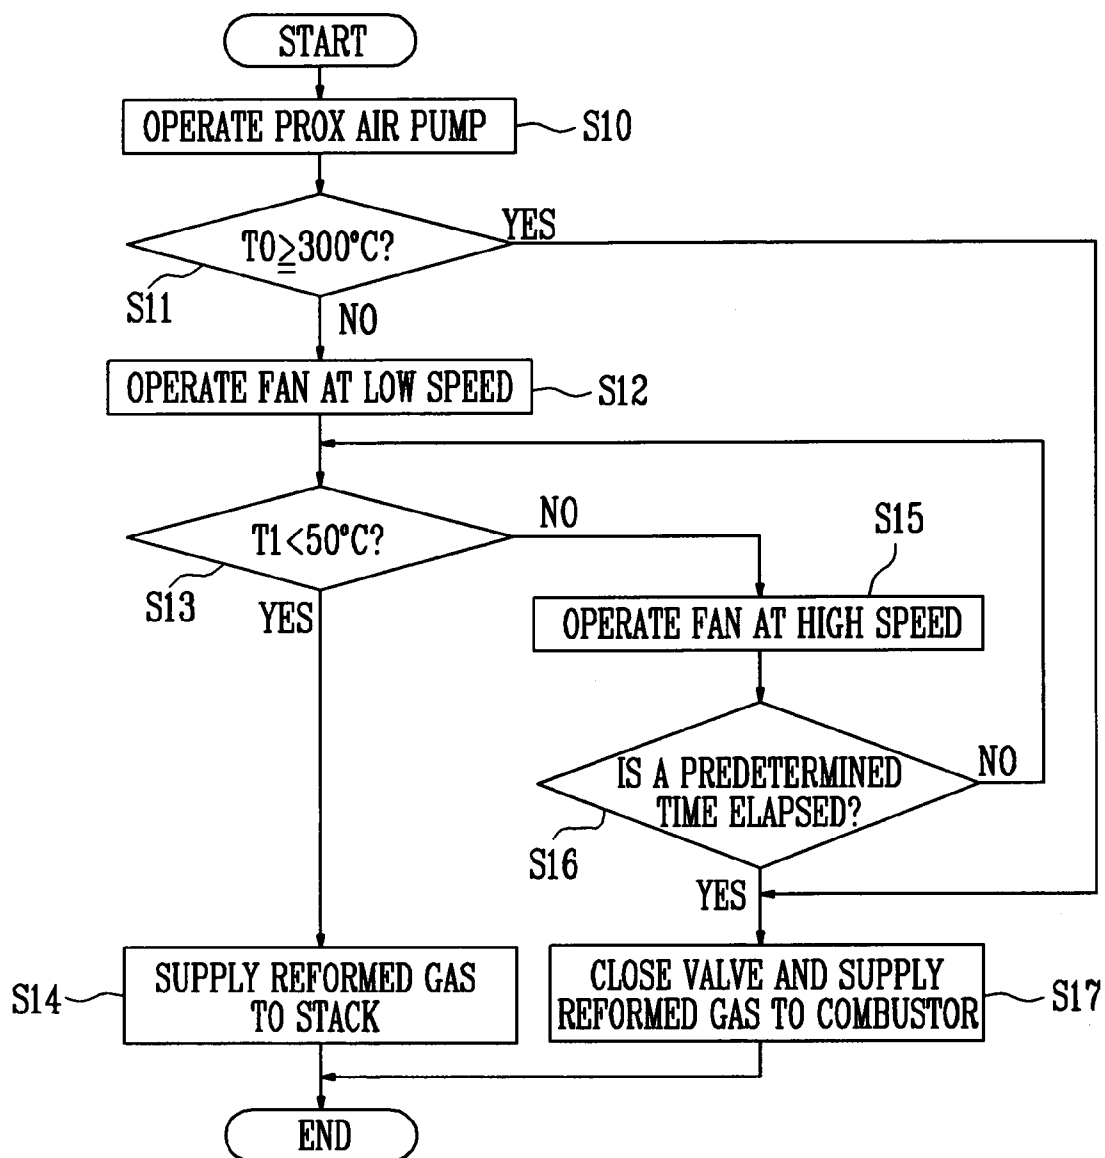 START
OPERATE PROX AIR PUMP
S10
T0≧300°C?
YES
S11
NO
OPERATE FAN AT LOW SPEED
S12
T1<50°C?
NO
S13
YES
S15
OPERATE FAN AT HIGH SPEED
IS A PREDETERMINED
TIME ELAPSED?
NO
S16
YES
SUPPLY REFORMED GAS
TO STACK
S14
CLOSE VALVE AND SUPPLY
REFORMED GAS TO COMBUSTOR
S17
END